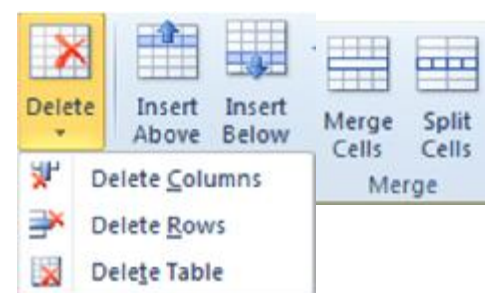 Delete
Insert Above
Insert Below
Merge Cells
Split Cells
Merge
Delete Columns
Delete Rows
Delete Table